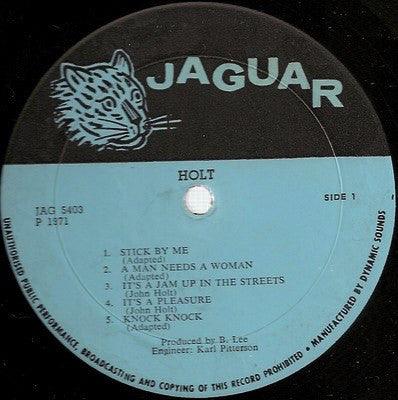 JAGUAR
HOLT
JAG 5403
P 1971
SIDE 1
1. STICK BY ME
(Adapted)
2. A MAN NEEDS A WOMAN
(Adapted)
3. IT'S A JAM UP IN THE STREETS
(John Holt)
4. IT'S A PLEASURE
(John Holt)
5. KNOCK KNOCK
(Adapted)
Produced by B. Lee
Engineer: Karl Pitterson
UNAUTHORISED PUBLIC PERFORMANCE, BROADCASTING AND COPYING OF THIS RECORD PROHIBITED • MANUFACTURED BY DYNAMIC SOUNDS